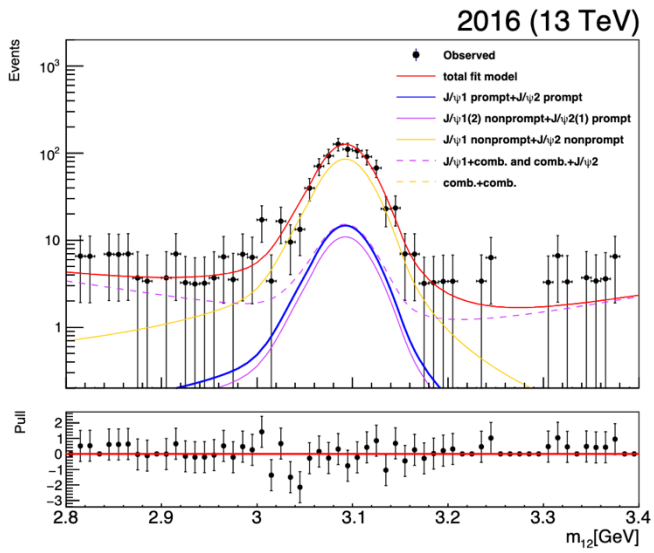 2016 (13 TeV)
Events
10³
10²
10
1
Observed
total fit model
J/ψ1 prompt+J/ψ2 prompt
J/ψ1(2) nonprompt+J/ψ2(1) prompt
J/ψ1 nonprompt+J/ψ2 nonprompt
J/ψ1+comb. and comb.+J/ψ2
comb.+comb.
Pull
2
1
0
−1
−2
−3
2.8 2.9 3 3.1 3.2 3.3 3.4
m₁₂[GeV]